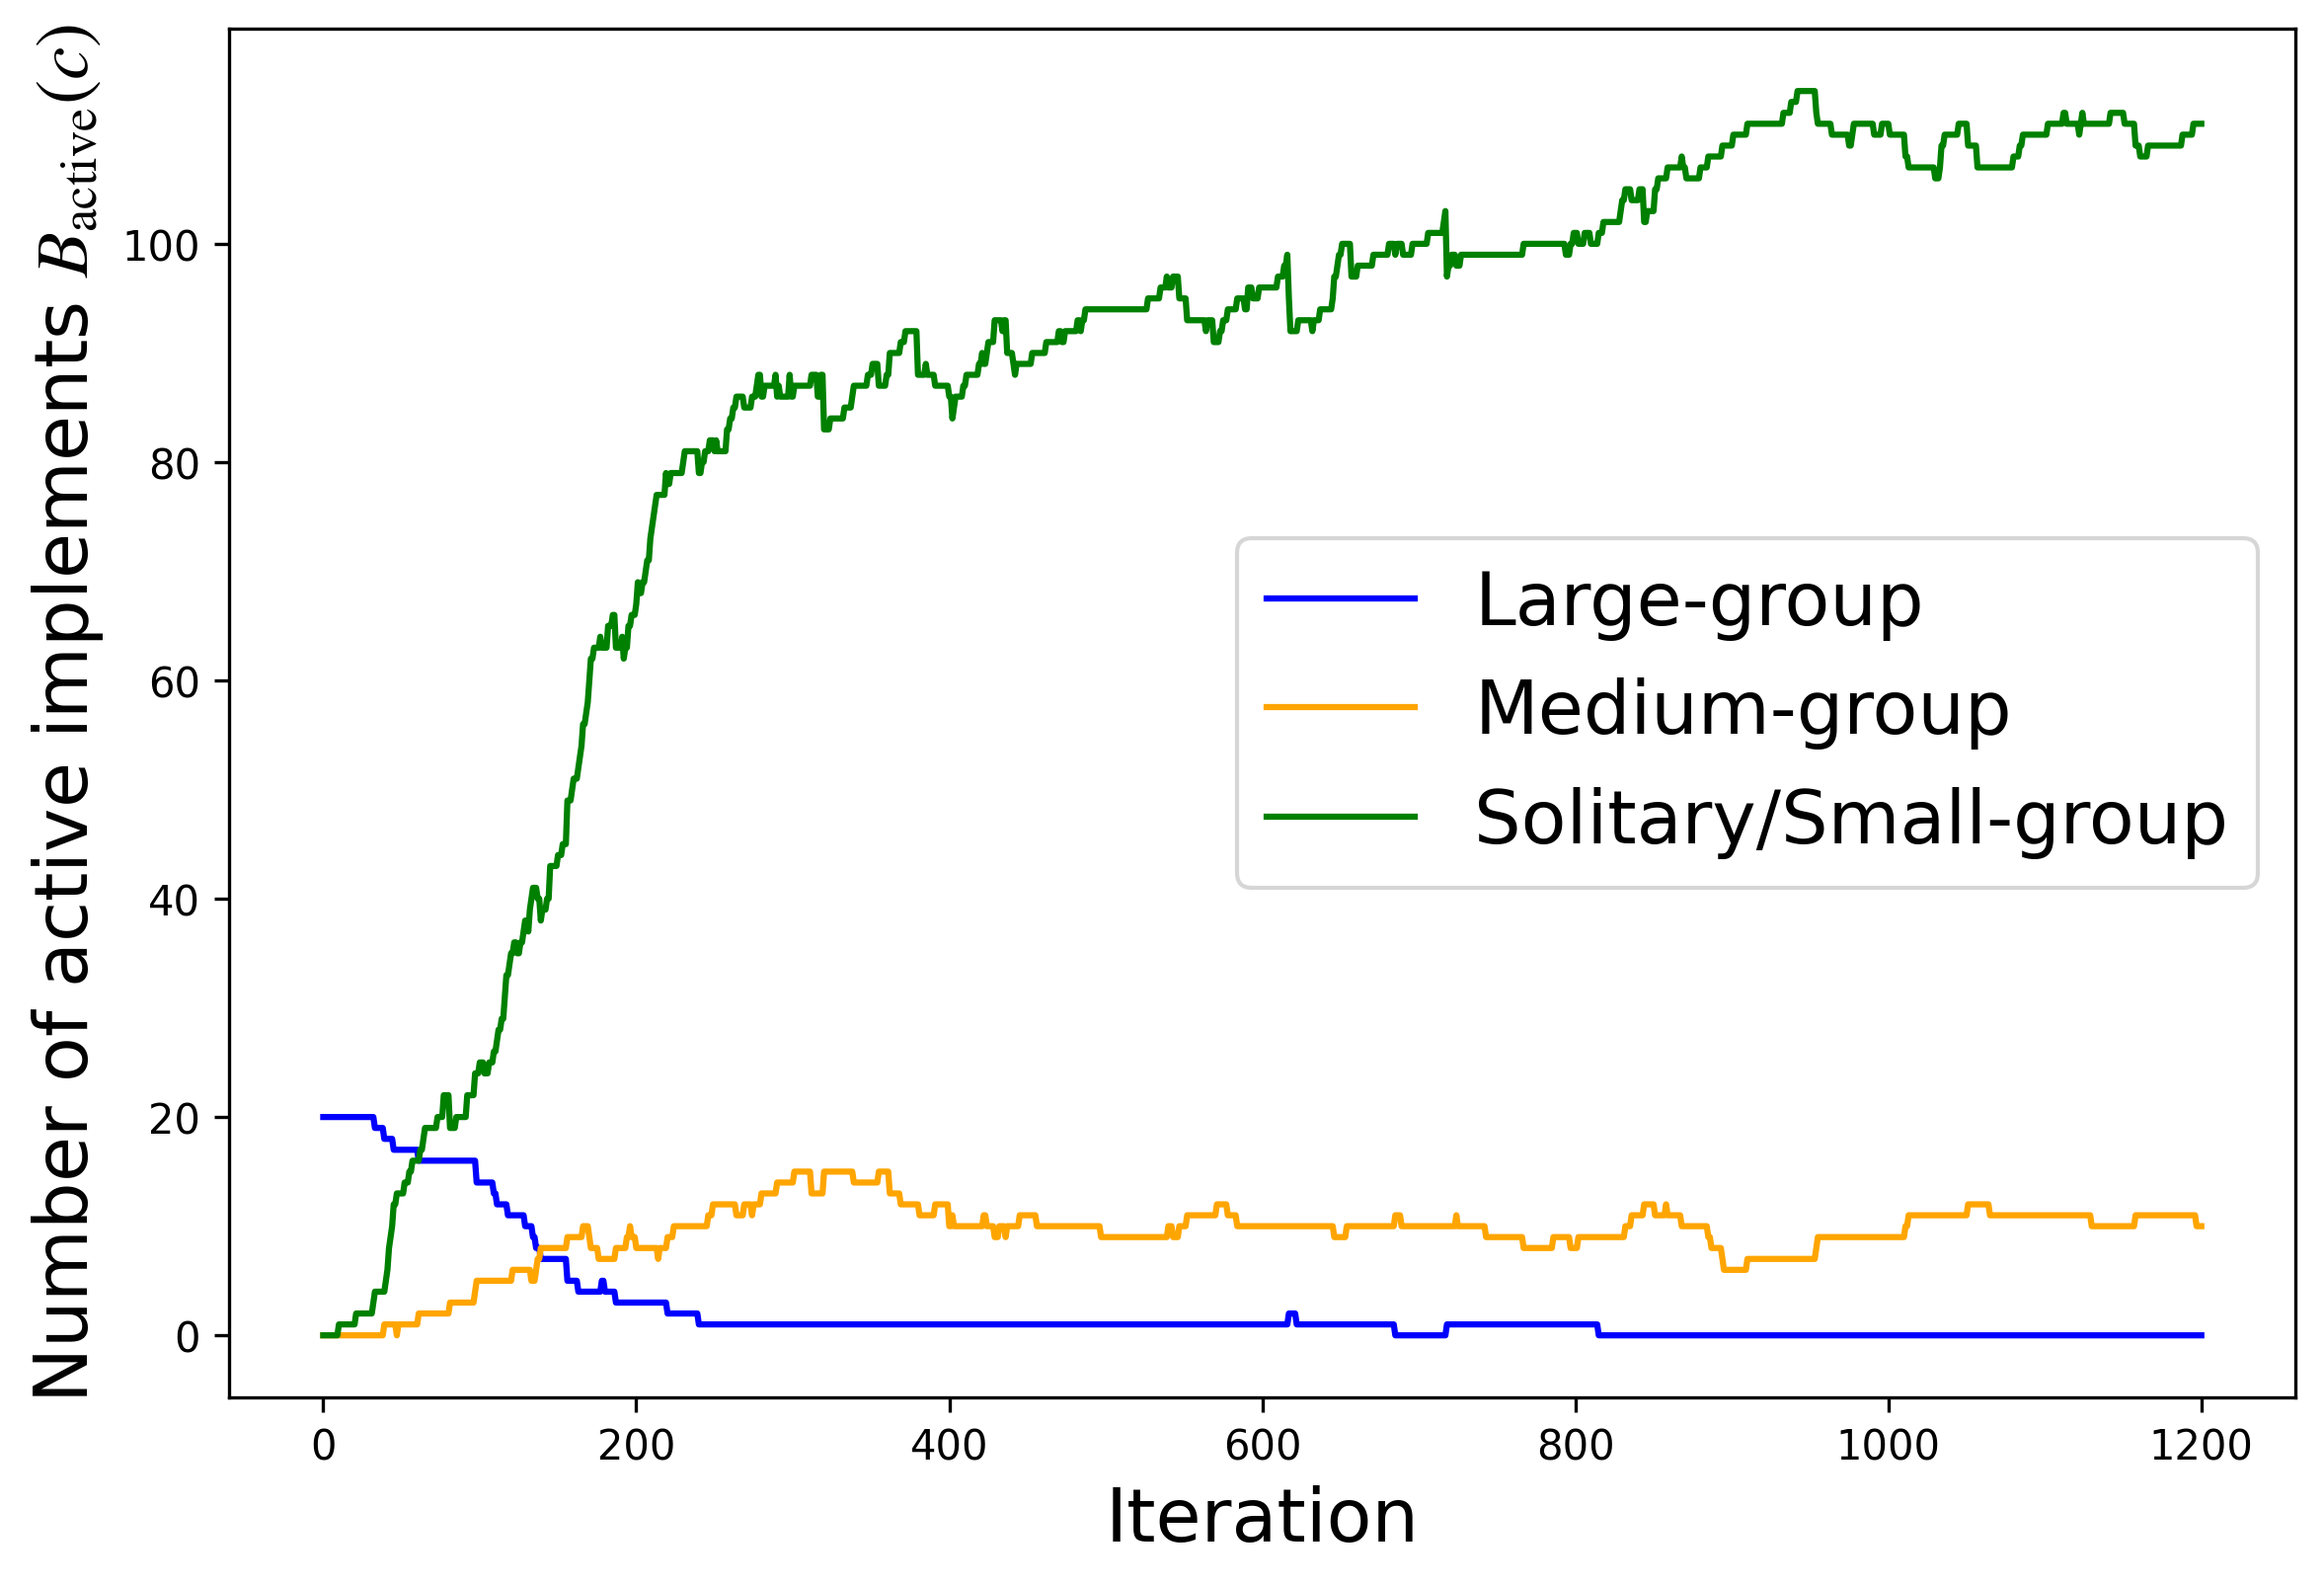 Number of active implements B_active(c)
100
80
60
40
20
0
Large-group
Medium-group
Solitary/Small-group
0 200 400 600 800 1000 1200
Iteration